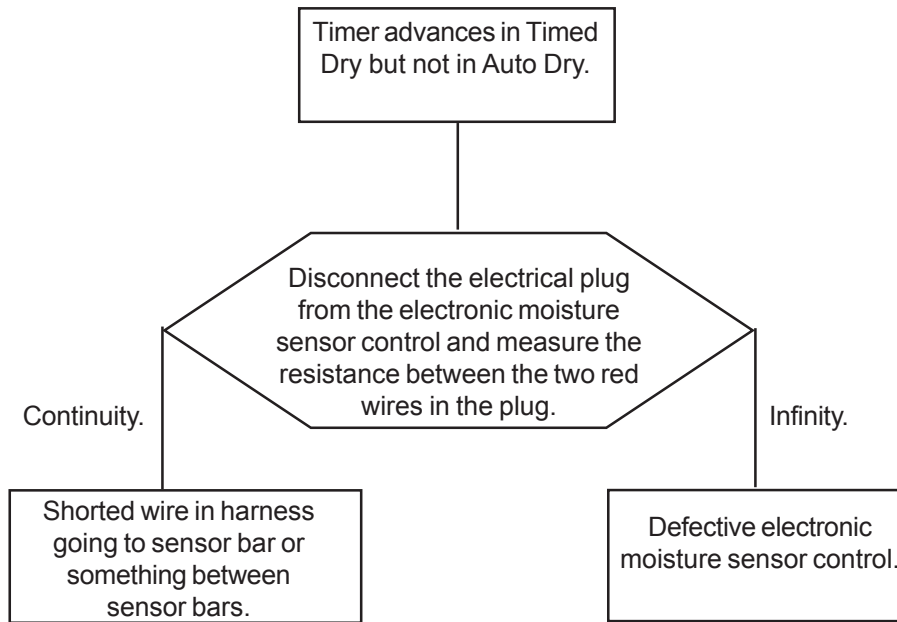 Timer advances in Timed
Dry but not in Auto Dry.
Disconnect the electrical plug
from the electronic moisture
sensor control and measure the
resistance between the two red
wires in the plug.
Continuity.
Infinity.
Shorted wire in harness
going to sensor bar or
something between
sensor bars.
Defective electronic
moisture sensor control.